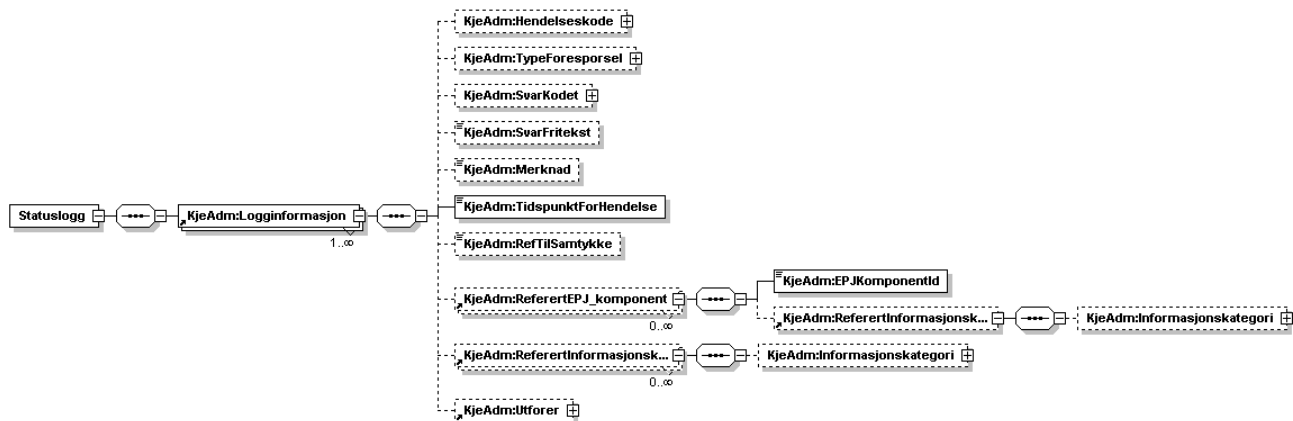 KjeAdm:Hendelseskode
KjeAdm:TypeForesporsel
KjeAdm:SvarKodet
KjeAdm:SvarFritekst
KjeAdm:Merknad
Statuslogg
KjeAdm:Logginformasjon
1..∞
KjeAdm:TidspunktForHendelse
KjeAdm:RefTilSamtykke
KjeAdm:ReferertEPJ_komponent
0..∞
KjeAdm:EPJKomponentId
KjeAdm:ReferertInformasjonsk...
KjeAdm:Informasjonskategori
KjeAdm:ReferertInformasjonsk...
0..∞
KjeAdm:Informasjonskategori
KjeAdm:Utforer